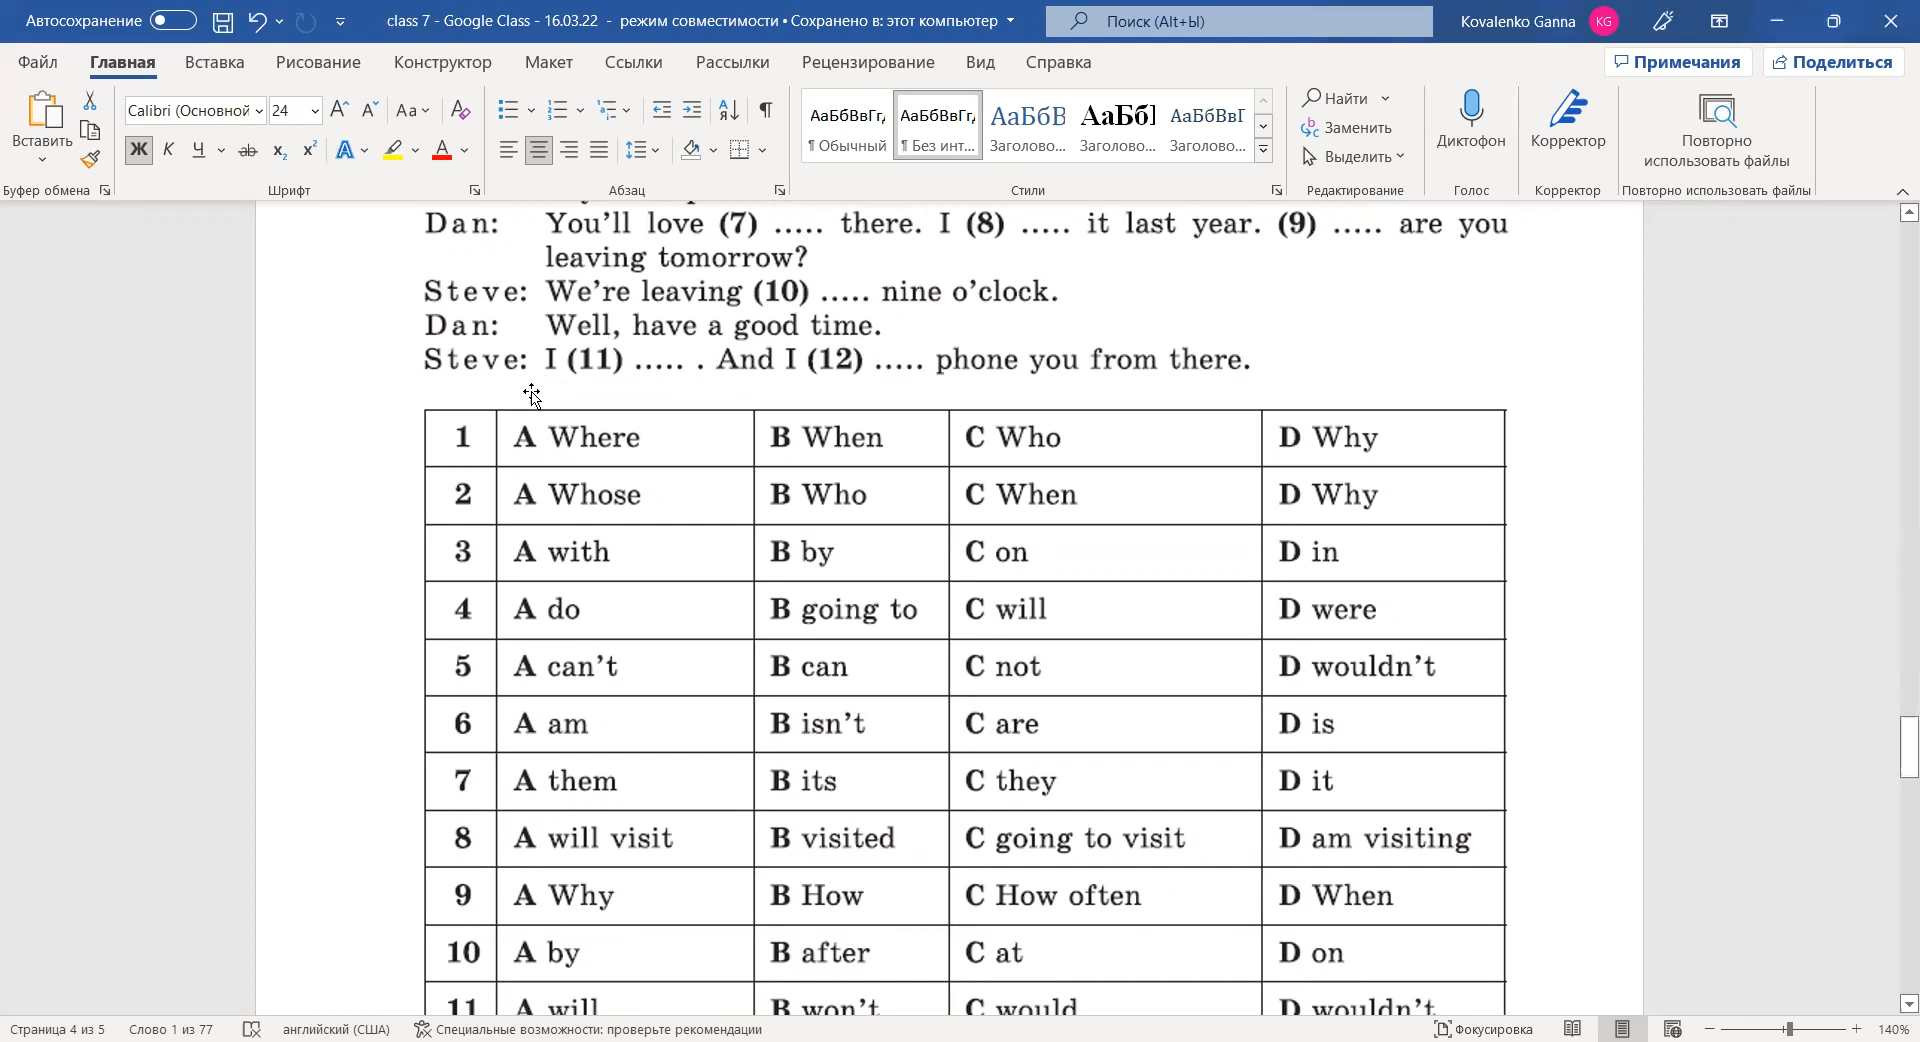 Автосохранение
class 7 - Google Class - 16.03.22 - режим совместимости • Сохранено в: этот компьютер
Поиск (Alt+Ы)
Kovalenko Ganna KG
Файл Главная Вставка Рисование Конструктор Макет Ссылки Рассылки Рецензирование Вид Справка
Примечания Поделиться
Вставить
Calibri (Основной 24
Aa
Ж К Ч ab x2 x2 A A
АаБбВвГг, АаБбВвГг, АаБбВ АаБб АаБбВвГ
¶ Обычный ¶ Без инт... Заголово... Заголово... Заголово...
Найти
Заменить
Выделить
Диктофон
Корректор
Повторно
использовать файлы
Буфер обмена Шрифт Абзац Стили Редактирование Голос Корректор Повторно использовать файлы
Dan: You'll love (7) ..... there. I (8) ..... it last year. (9) ..... are you
leaving tomorrow?
Steve: We're leaving (10) ..... nine o'clock.
Dan: Well, have a good time.
Steve: I (11) ..... . And I (12) ..... phone you from there.
1 A Where B When C Who D Why
2 A Whose B Who C When D Why
3 A with B by C on D in
4 A do B going to C will D were
5 A can't B can C not D wouldn't
6 A am B isn't C are D is
7 A them B its C they D it
8 A will visit B visited C going to visit D am visiting
9 A Why B How C How often D When
10 A by B after C at D on
11 A will B won't C would D wouldn't
Страница 4 из 5 Слово 1 из 77 английский (США) Специальные возможности: проверьте рекомендации Фокусировка 140%